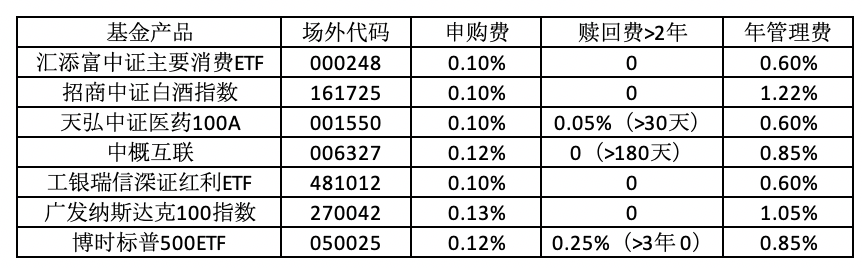 基金产品 场外代码 申购费 赎回费>2年 年管理费
汇添富中证主要消费ETF 000248 0.10% 0 0.60%
招商中证白酒指数 161725 0.10% 0 1.22%
天弘中证医药100A 001550 0.10% 0.05%（>30天） 0.60%
中概互联 006327 0.12% 0（>180天） 0.85%
工银瑞信深证红利ETF 481012 0.10% 0 0.60%
广发纳斯达克100指数 270042 0.13% 0 1.05%
博时标普500ETF 050025 0.12% 0.25%（>3年 0） 0.85%